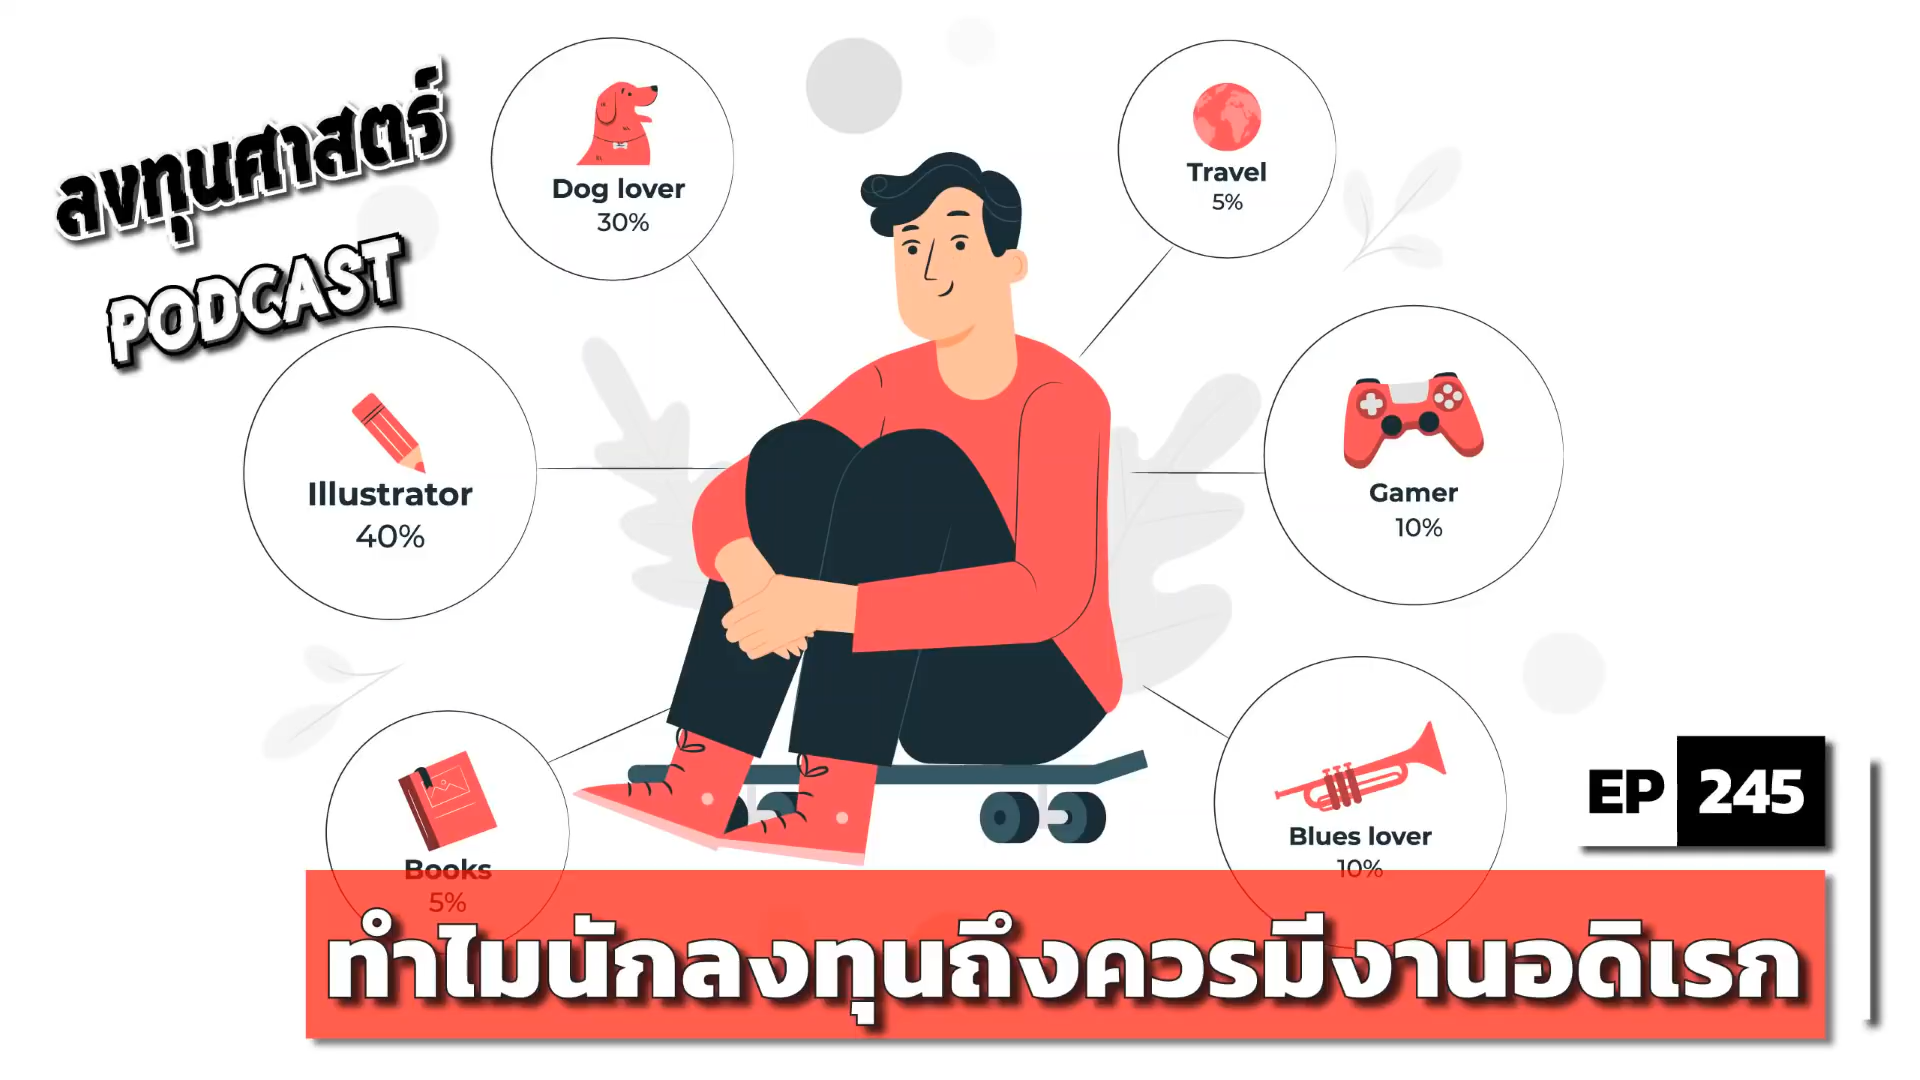 ลงทุนศาสตร์
PODCAST
Dog lover
30%
Travel
5%
Illustrator
40%
Gamer
10%
Books
5%
Blues lover
10%
EP 245
ทำไมนักลงทุนถึงควรมีงานอดิเรก